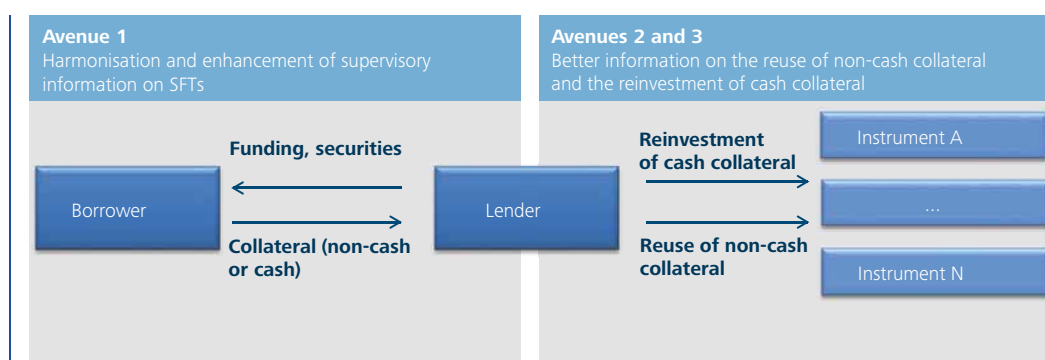 Avenue 1
Harmonisation and enhancement of supervisory
information on SFTs
Avenues 2 and 3
Better information on the reuse of non-cash collateral
and the reinvestment of cash collateral
Funding, securities
Borrower
Collateral (non-cash
or cash)
Lender
Reinvestment
of cash collateral
Reuse of non-cash
collateral
Instrument A
...
Instrument N